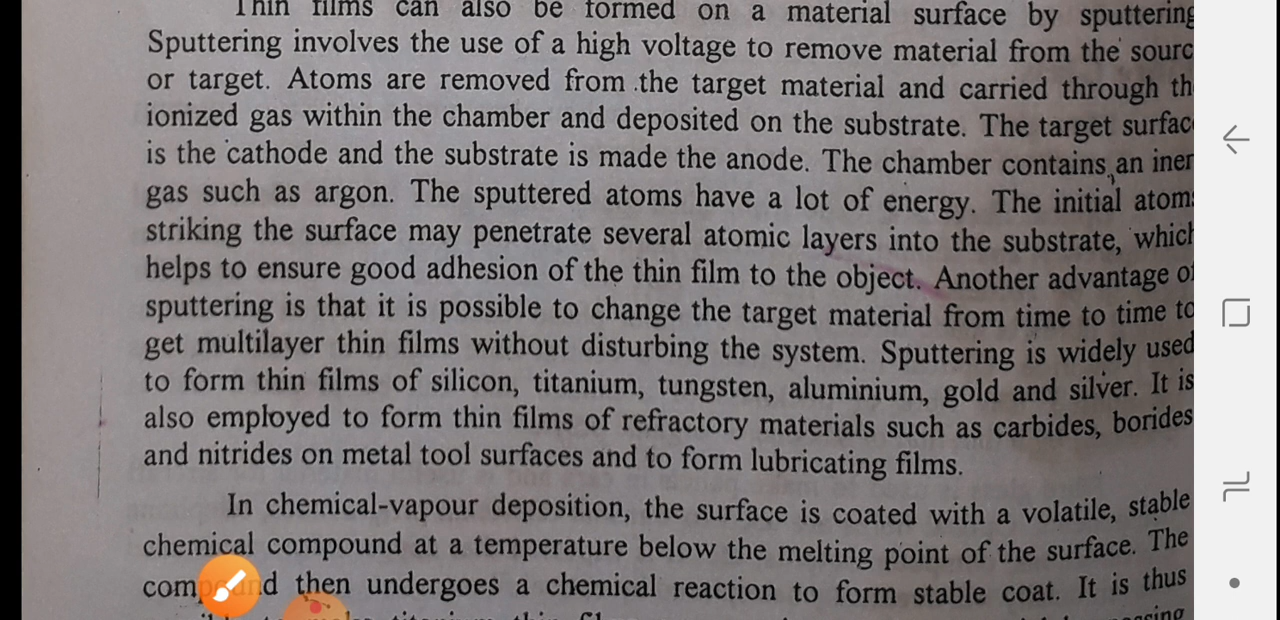 Thin films can also be formed on a material surface by sputtering
Sputtering involves the use of a high voltage to remove material from the sourc
or target. Atoms are removed from the target material and carried through th
ionized gas within the chamber and deposited on the substrate. The target surfac
is the cathode and the substrate is made the anode. The chamber contains an iner
gas such as argon. The sputtered atoms have a lot of energy. The initial atoms
striking the surface may penetrate several atomic layers into the substrate, which
helps to ensure good adhesion of the thin film to the object. Another advantage of
sputtering is that it is possible to change the target material from time to time to
get multilayer thin films without disturbing the system. Sputtering is widely used
to form thin films of silicon, titanium, tungsten, aluminium, gold and silver. It is
also employed to form thin films of refractory materials such as carbides, borides
and nitrides on metal tool surfaces and to form lubricating films.
In chemical-vapour deposition, the surface is coated with a volatile, stable
chemical compound at a temperature below the melting point of the surface. The
compound then undergoes a chemical reaction to form stable coat. It is thus